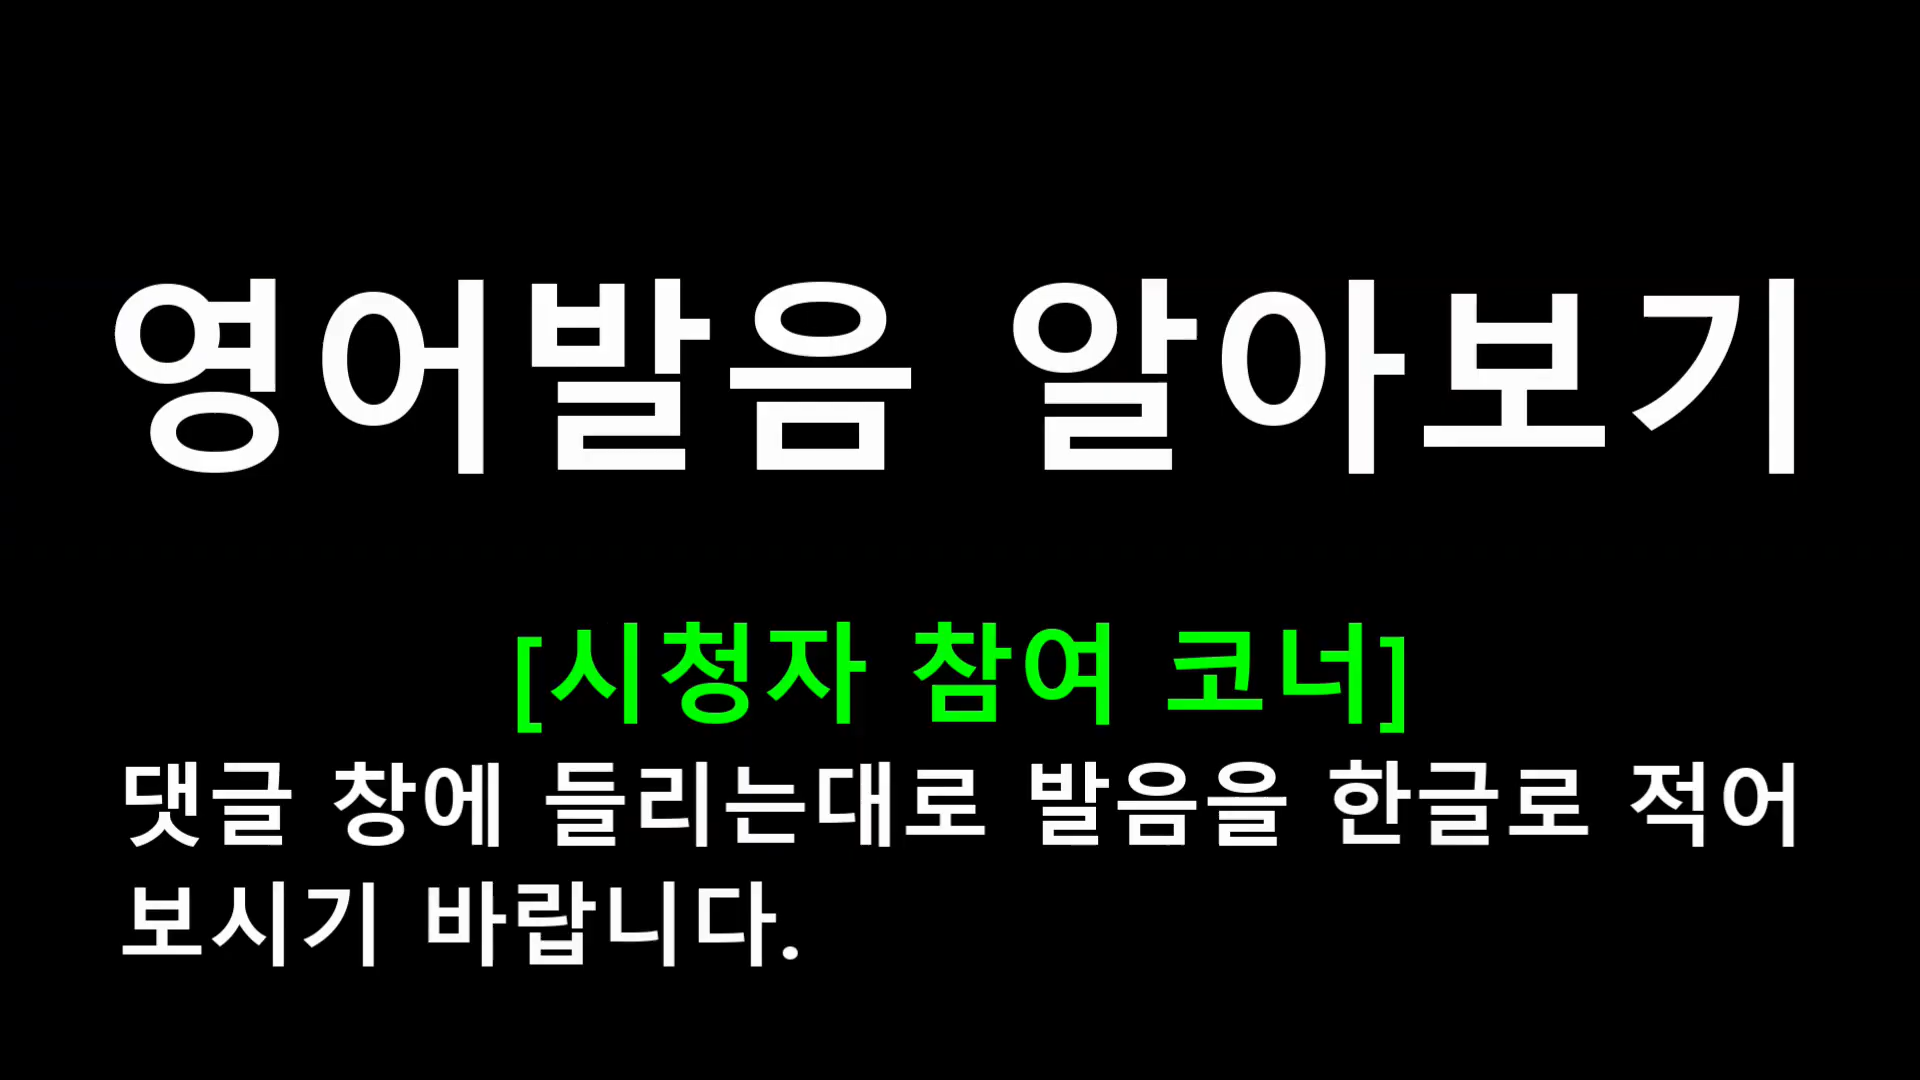 영어발음 알아보기
[시청자 참여 코너]
댓글 창에 들리는대로 발음을 한글로 적어
보시기 바랍니다.